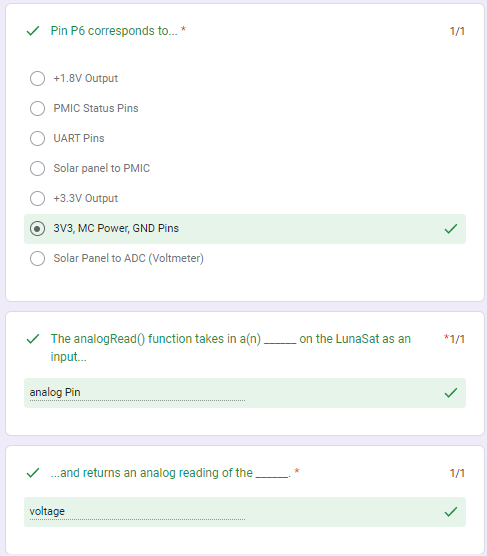 Pin P6 corresponds to... *
1/1
+1.8V Output
PMIC Status Pins
UART Pins
Solar panel to PMIC
+3.3V Output
3V3, MC Power, GND Pins
Solar Panel to ADC (Voltmeter)
The analogRead() function takes in a(n) ______ on the LunaSat as an
*1/1
input...
analog Pin
...and returns an analog reading of the ______. *
1/1
voltage